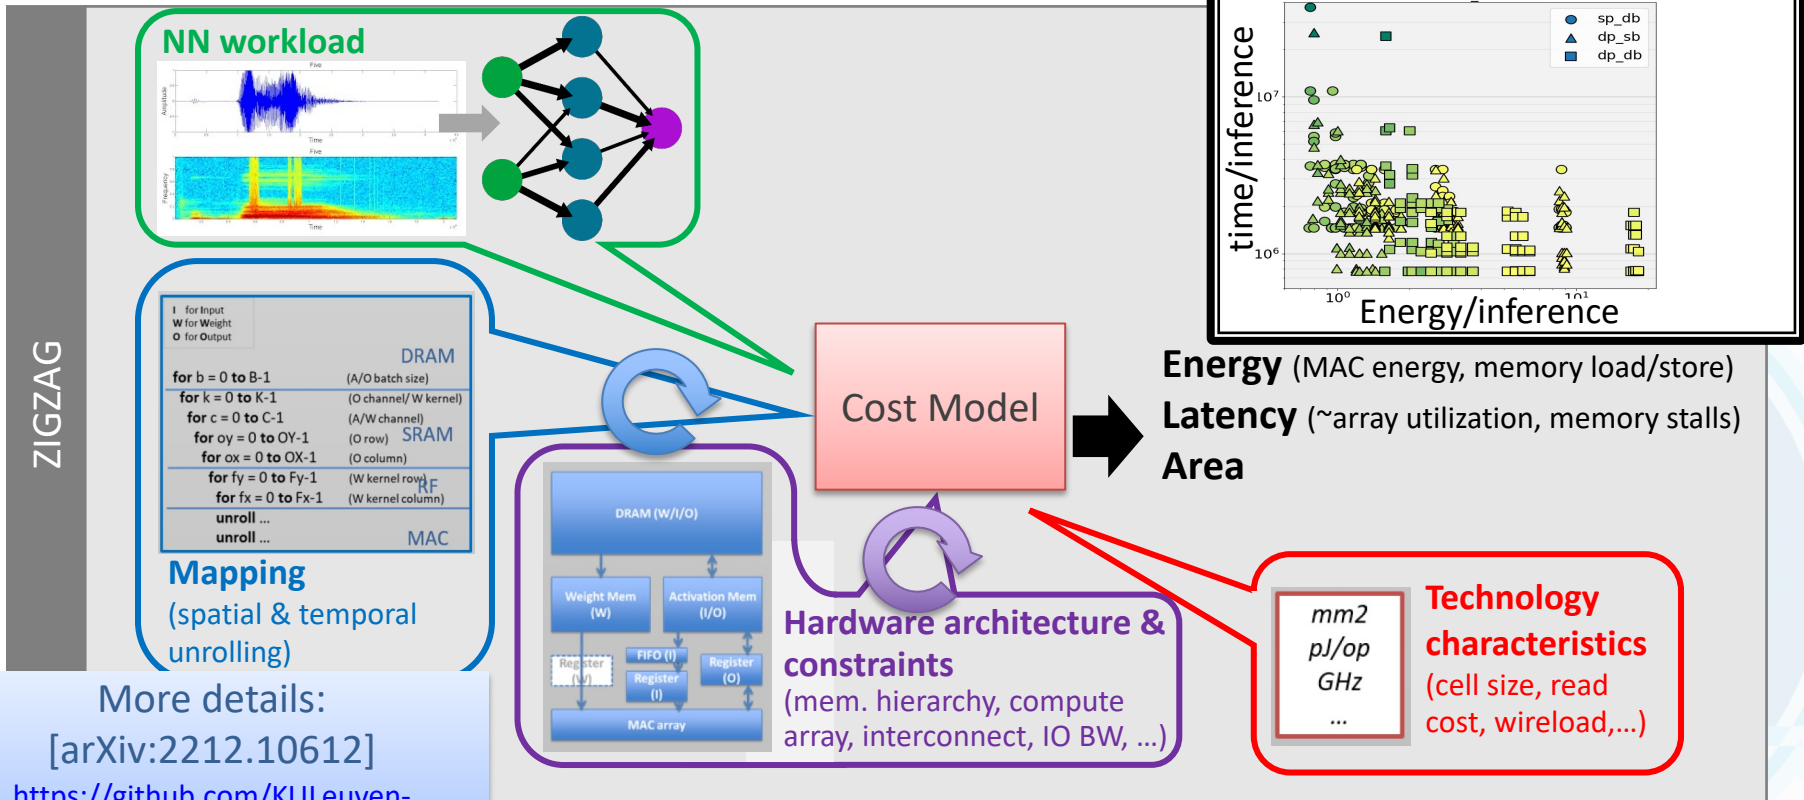 ZIGZAG
NN workload
Five
Amplitude
Time
Five
Frequency
Time
I for Input
W for Weight
O for Output
DRAM
for b = 0 to B-1 (A/O batch size)
for k = 0 to K-1 (O channel/ W kernel)
for c = 0 to C-1 (A/W channel)
for oy = 0 to OY-1 (O row) SRAM
for ox = 0 to OX-1 (O column)
for fy = 0 to Fy-1 (W kernel row) RF
for fx = 0 to Fx-1 (W kernel column)
unroll ...
unroll ... MAC
Mapping
(spatial & temporal
unrolling)
More details:
[arXiv:2212.10612]
https://github.com/KULeuven-
DRAM (W/I/O)
Weight Mem
(W)
Activation Mem
(I/O)
Register
(W)
FIFO (I)
Register
(I)
Register
(O)
MAC array
Hardware architecture &
constraints
(mem. hierarchy, compute
array, interconnect, IO BW, ...)
Cost Model
time/inference
sp_db
dp_sb
dp_db
10⁷
10⁶
10⁰
10¹
Energy/inference
Energy (MAC energy, memory load/store)
Latency (~array utilization, memory stalls)
Area
mm2
pJ/op
GHz
...
Technology
characteristics
(cell size, read
cost, wireload,...)